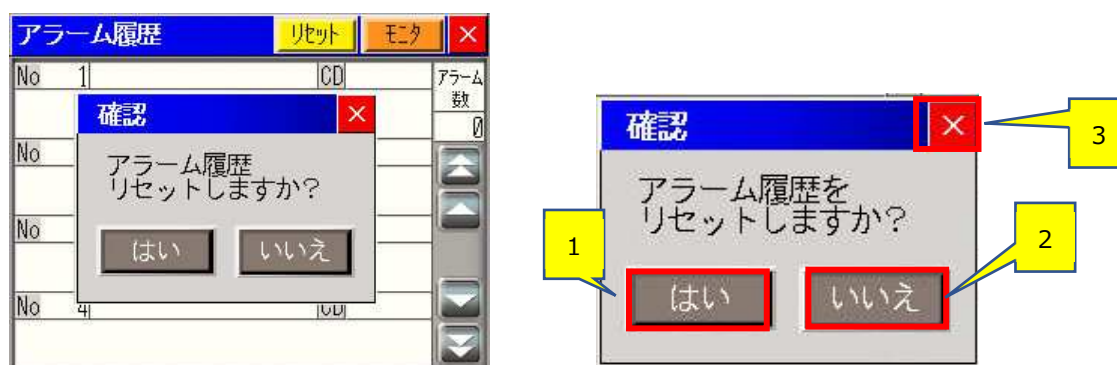 アラーム履歴
リセット
モニタ
×
No 1
CD
アラーム
数
0
確認
×
アラーム履歴
リセットしますか?
はい
いいえ
No
No
No 4
CD
確認
×
アラーム履歴を
リセットしますか?
はい
いいえ
1
2
3